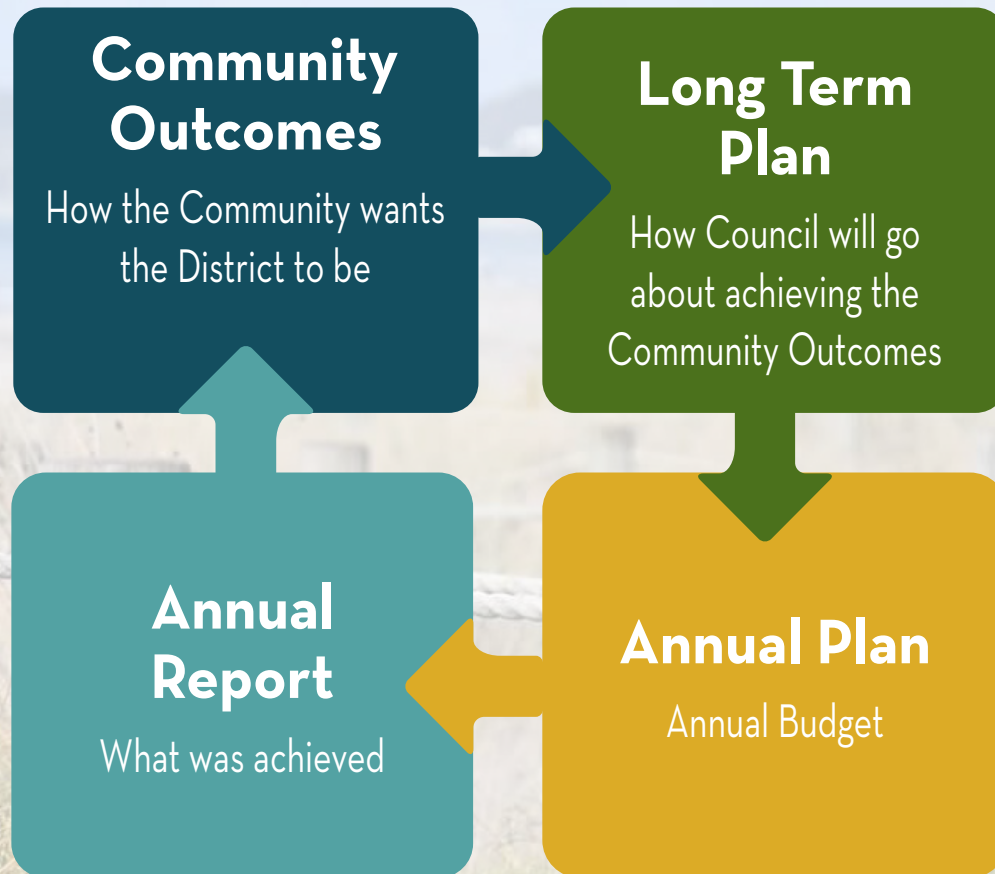 Community
Outcomes
How the Community wants
the District to be
Long Term
Plan
How Council will go
about achieving the
Community Outcomes
Annual
Report
What was achieved
Annual Plan
Annual Budget